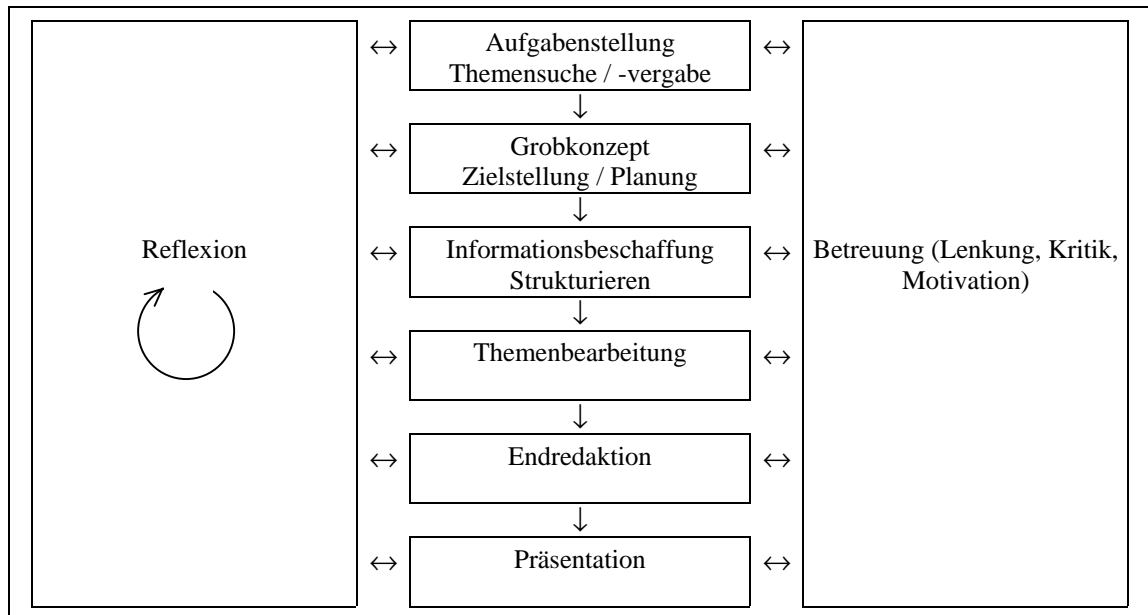 ↔ Aufgabenstellung ↔
Themensuche / -vergabe
↓
↔ Grobkonzept ↔
Zielstellung / Planung
↓
Reflexion ↔ Informationsbeschaffung ↔ Betreuung (Lenkung, Kritik,
Strukturieren Motivation)
↓
↔ Themenbearbeitung ↔
↓
↔ Endredaktion ↔
↓
↔ Präsentation ↔